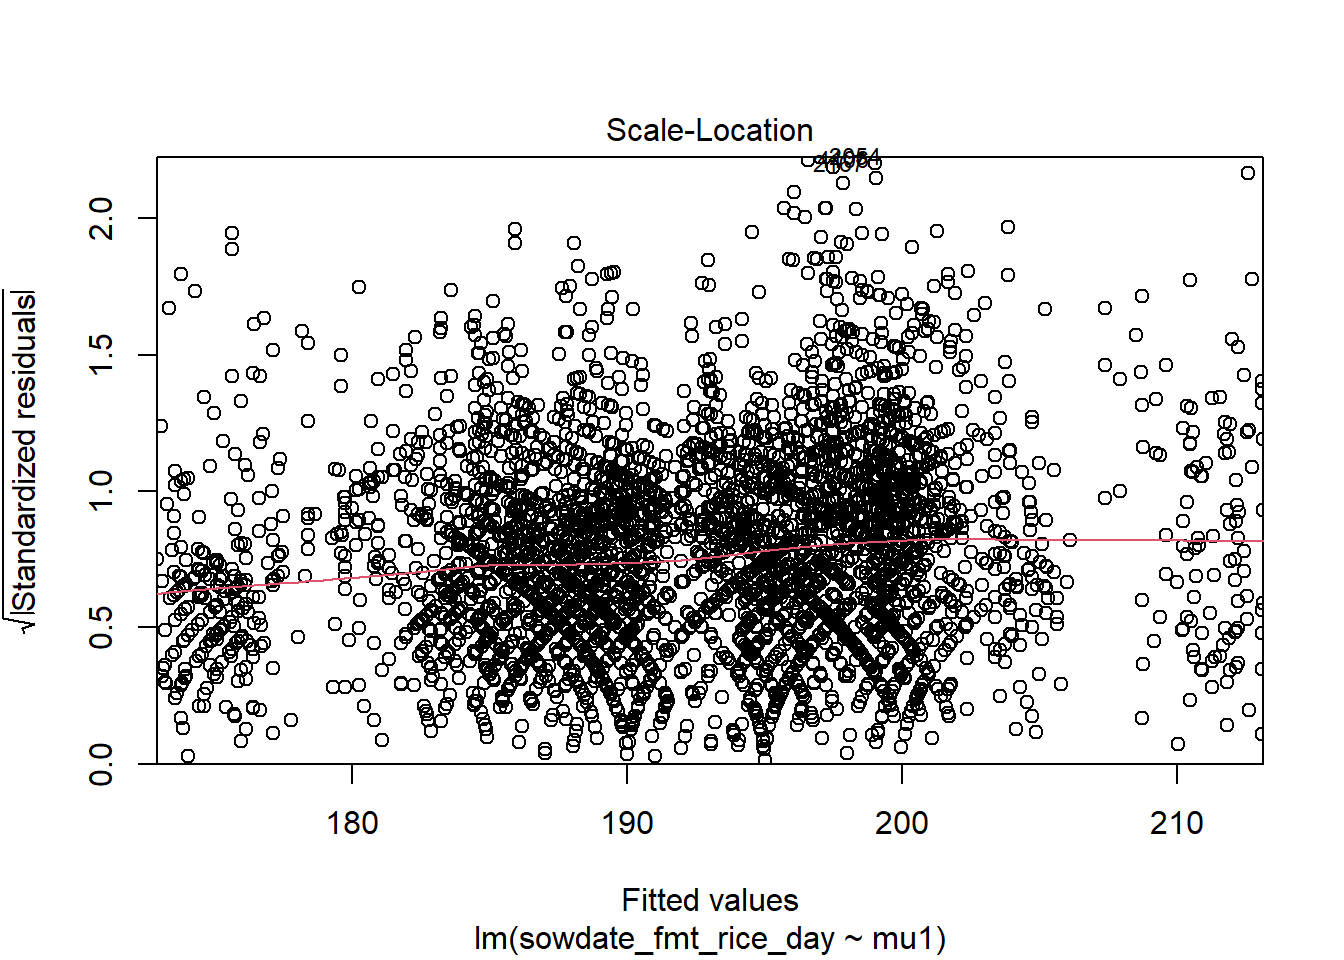 Scale-Location
√|Standardized residuals|
2.0
1.5
1.0
0.5
0.0
180 190 200 210
Fitted values
lm(sowdate_fmt_rice_day ~ mu1)